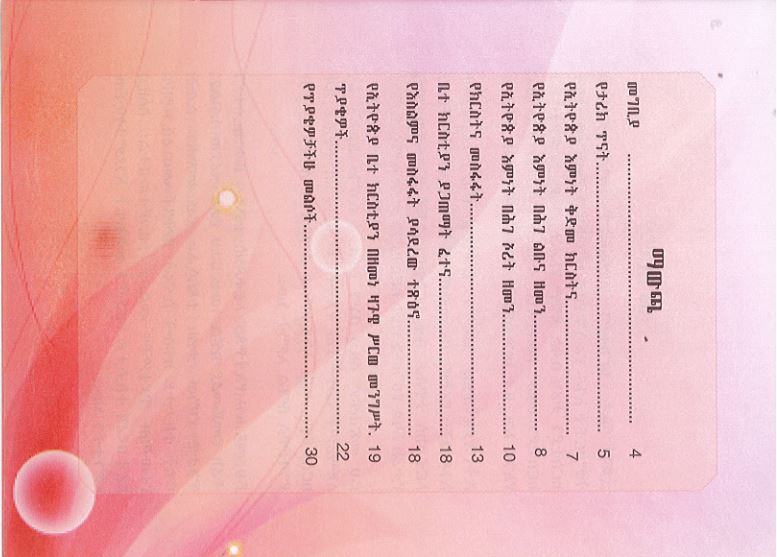 ማውጫ
መግቢያ ............................................................ 4
የታሪክ ጥናት............................................................ 5
የኢትዮጵያ እምነት ቅድመ ክርስትና............................. 7
የኢትዮጵያ እምነት በሕገ ልቡና ዘመን......................... 8
የኢትዮጵያ እምነት በሕገ ኦሪት ዘመን.......................... 10
የክርስትና መስፋፋት.................................................. 13
ቤተ ክርስቲያን ያጋጠማት ፈተና.................................. 18
የእስልምና መስፋፋት ያሳደረው ተጽዕኖ......................... 18
የኢትዮጵያ ቤተ ክርስቲያን በዘመነ ዛጉዌ ሥርወ መንግሥት. 19
ጥያቄዎች................................................................ 22
የጥያቄዎቻችሁ መልሶች.............................................. 30